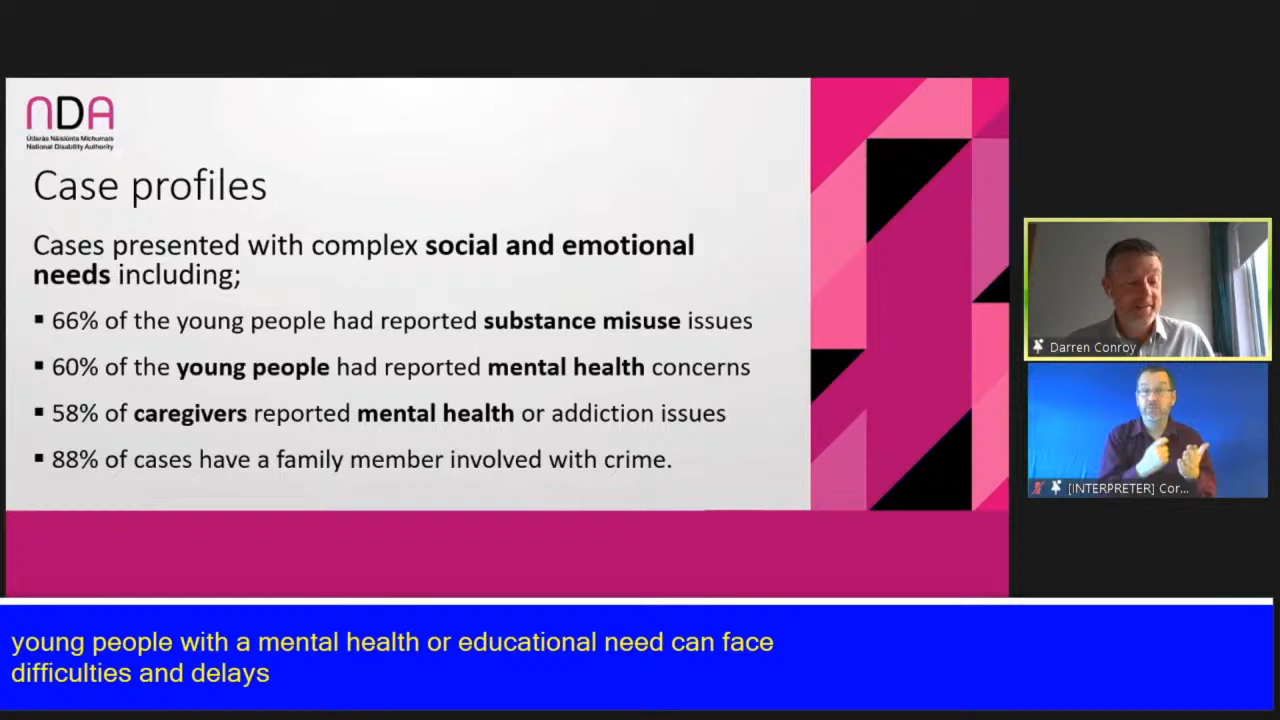 NDA
Údarás Náisiúnta Míchumais
National Disability Authority
Case profiles
Cases presented with complex social and emotional
needs including;
▪ 66% of the young people had reported substance misuse issues
▪ 60% of the young people had reported mental health concerns
▪ 58% of caregivers reported mental health or addiction issues
▪ 88% of cases have a family member involved with crime.
Darren Conroy
[INTERPRETER] Cor...
young people with a mental health or educational need can face
difficulties and delays